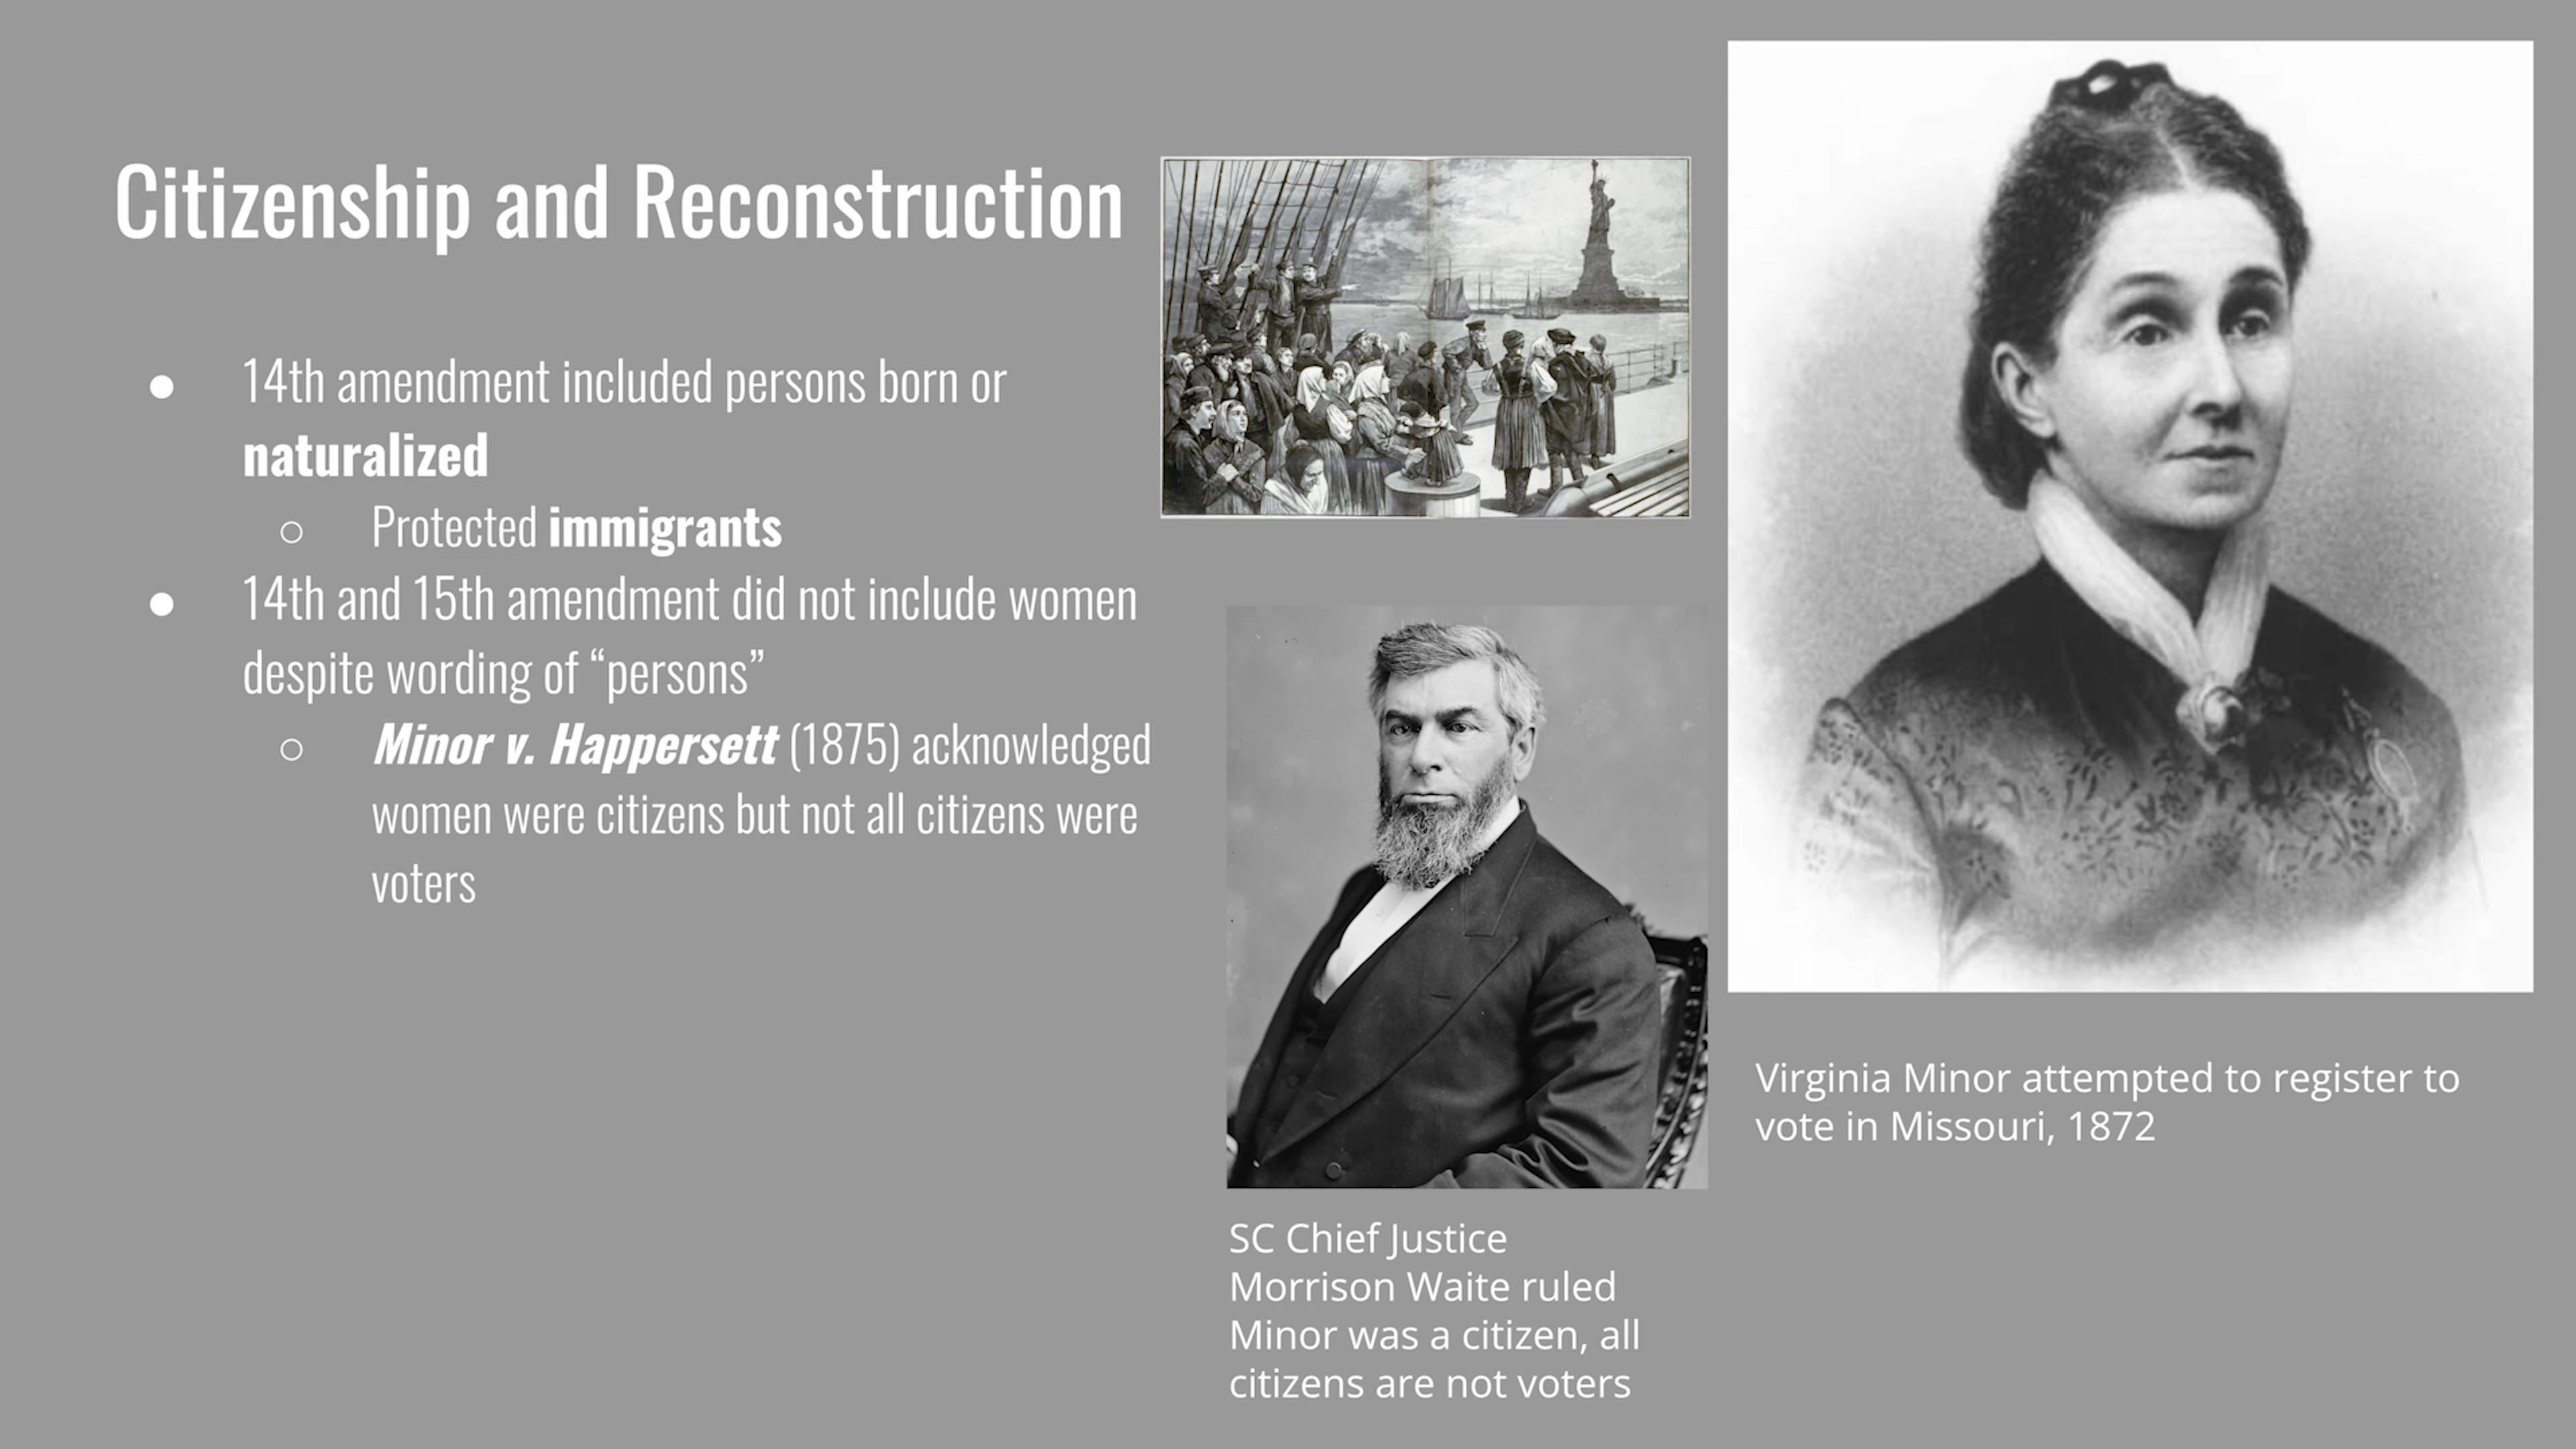 Citizenship and Reconstruction
● 14th amendment included persons born or
naturalized
○ Protected immigrants
● 14th and 15th amendment did not include women
despite wording of “persons”
○ Minor v. Happersett (1875) acknowledged
women were citizens but not all citizens were
voters
SC Chief Justice
Morrison Waite ruled
Minor was a citizen, all
citizens are not voters
Virginia Minor attempted to register to
vote in Missouri, 1872